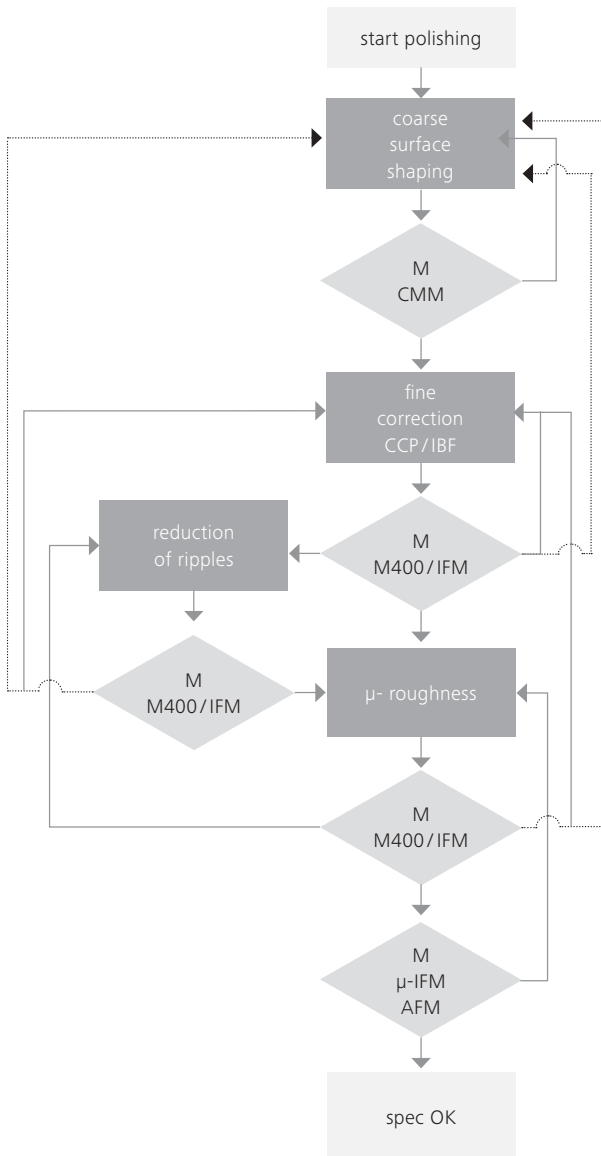 start polishing
coarse
surface
shaping
M
CMM
fine
correction
CCP / IBF
reduction
of ripples
M
M400 / IFM
M
M400 / IFM
µ- roughness
M
M400 / IFM
M
µ-IFM
AFM
spec OK